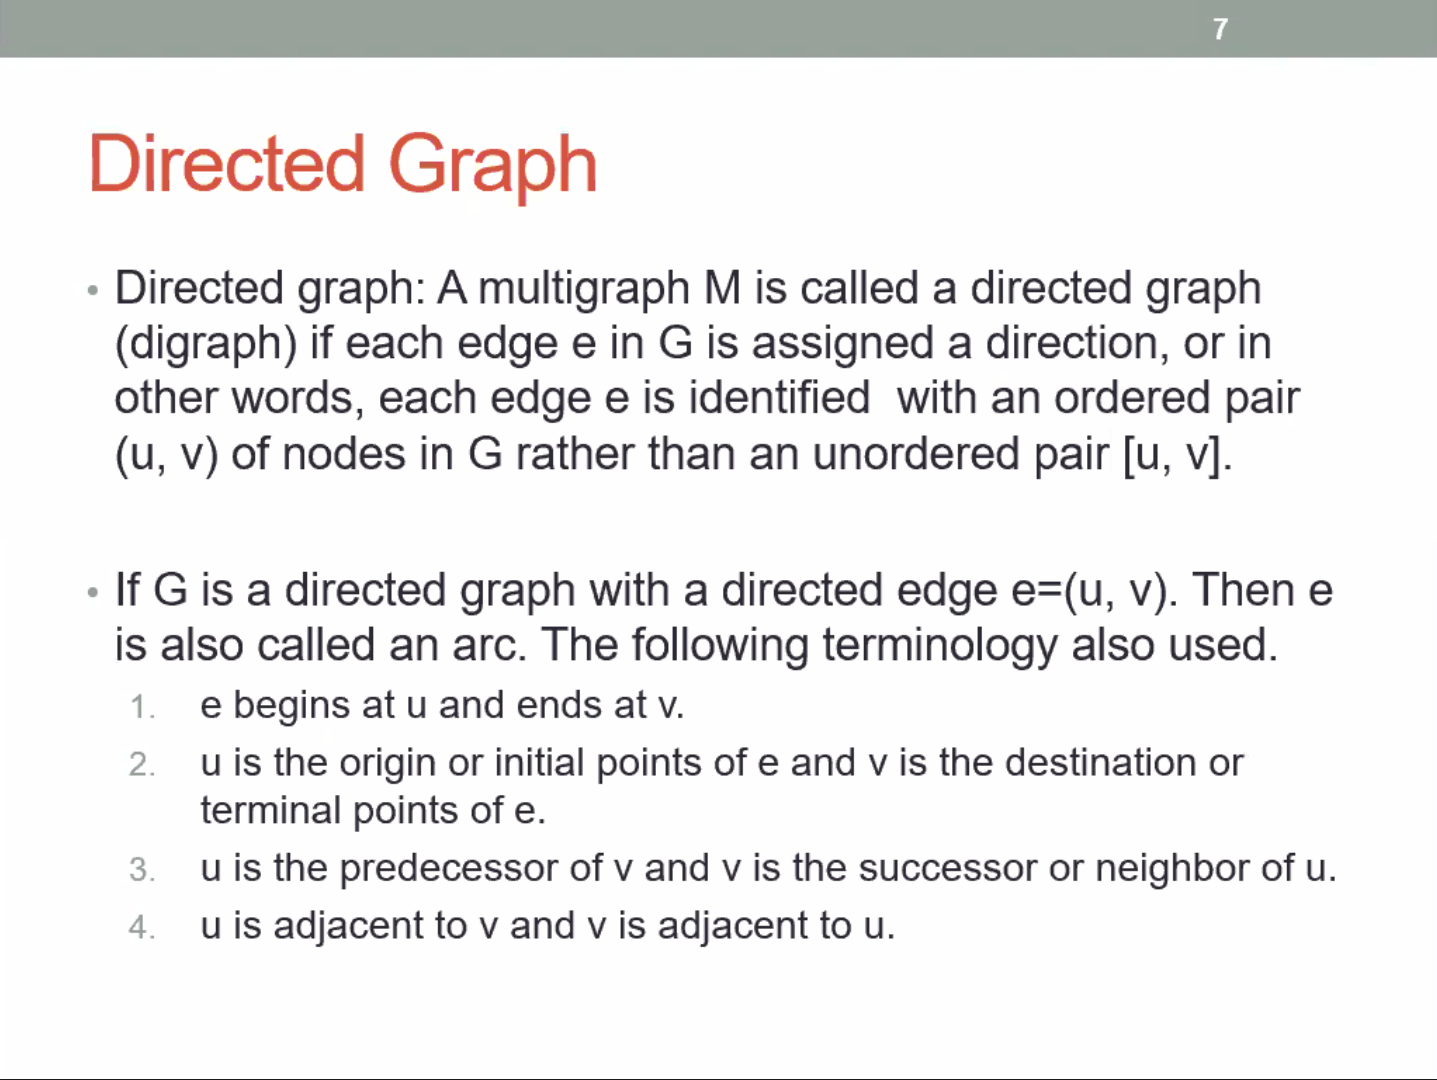 7
Directed Graph
• Directed graph: A multigraph M is called a directed graph
(digraph) if each edge e in G is assigned a direction, or in
other words, each edge e is identified  with an ordered pair
(u, v) of nodes in G rather than an unordered pair [u, v].
• If G is a directed graph with a directed edge e=(u, v). Then e
is also called an arc. The following terminology also used.
1. e begins at u and ends at v.
2. u is the origin or initial points of e and v is the destination or
terminal points of e.
3. u is the predecessor of v and v is the successor or neighbor of u.
4. u is adjacent to v and v is adjacent to u.